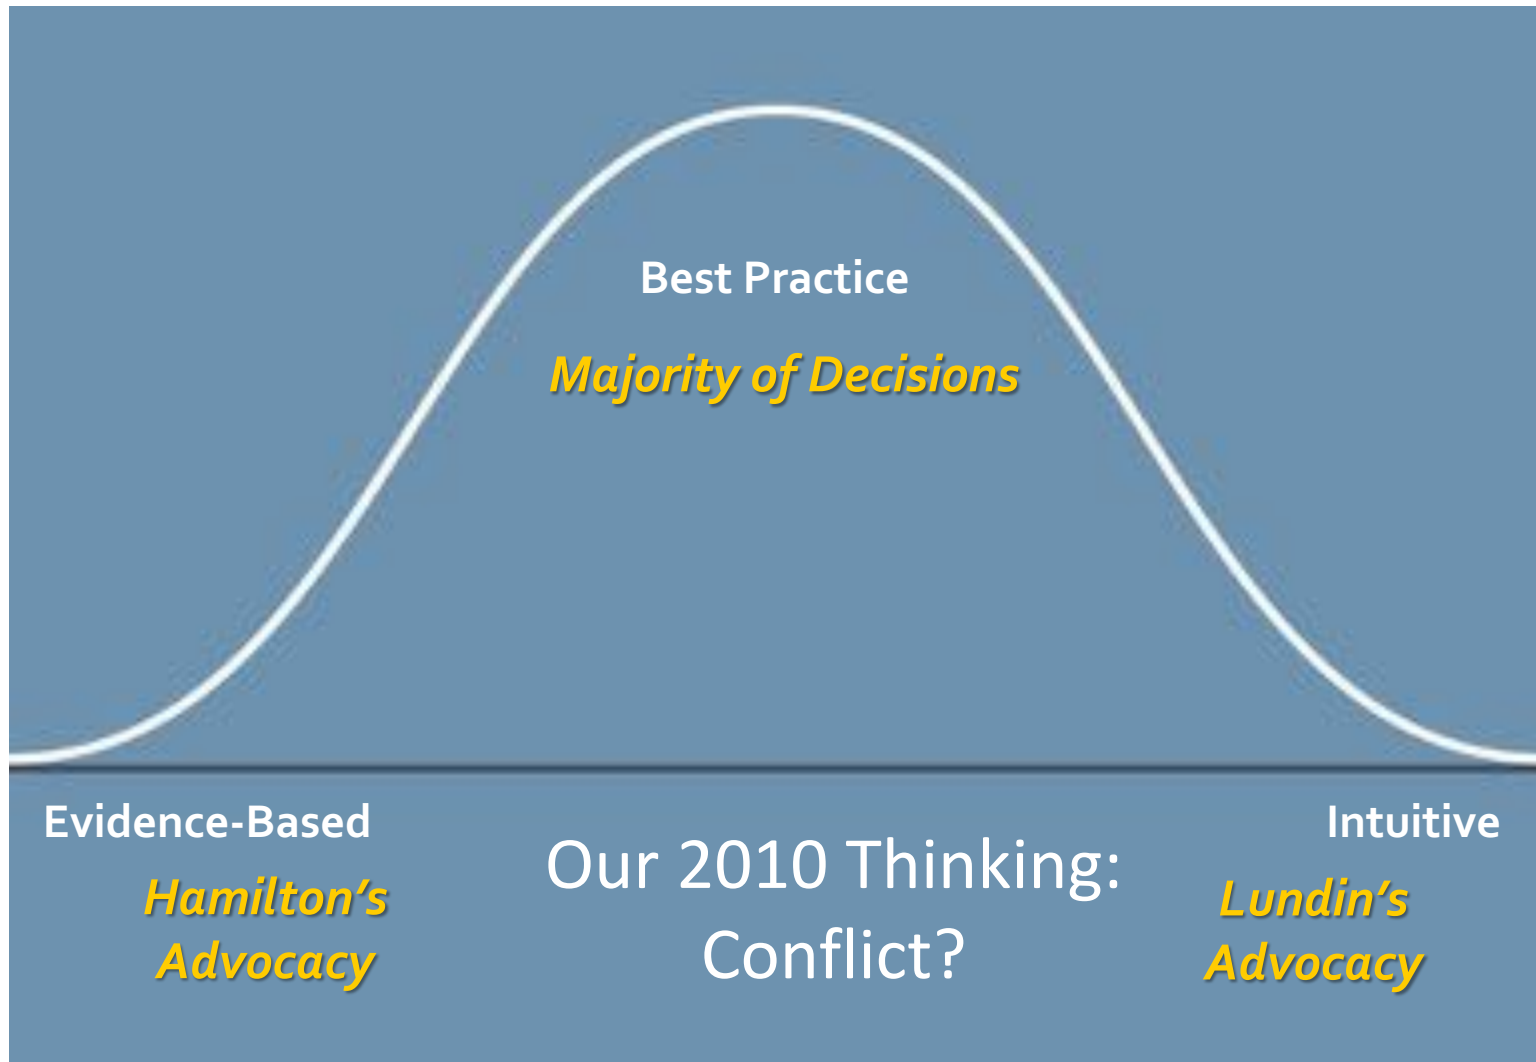 Best Practice
Majority of Decisions
Evidence-Based
Hamilton’s
Advocacy
Our 2010 Thinking:
Conflict?
Intuitive
Lundin’s
Advocacy